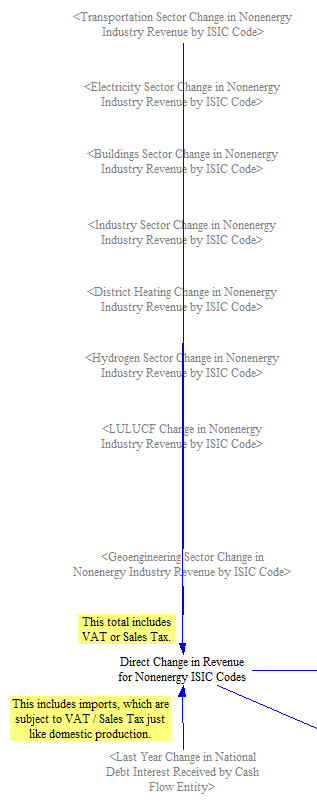 <Transportation Sector Change in Nonenergy
Industry Revenue by ISIC Code>
<Electricity Sector Change in Nonenergy
Industry Revenue by ISIC Code>
<Buildings Sector Change in Nonenergy
Industry Revenue by ISIC Code>
<Industry Sector Change in Nonenergy
Industry Revenue by ISIC Code>
<District Heating Change in Nonenergy
Industry Revenue by ISIC Code>
<Hydrogen Sector Change in Nonenergy
Industry Revenue by ISIC Code>
<LULUCF Change in Nonenergy
Industry Revenue by ISIC Code>
<Geoengineering Sector Change in
Nonenergy Industry Revenue by ISIC Code>
This total includes
VAT or Sales Tax.
Direct Change in Revenue
for Nonenergy ISIC Codes
This includes imports, which are
subject to VAT / Sales Tax just
like domestic production.
<Last Year Change in National
Debt Interest Received by Cash
Flow Entity>